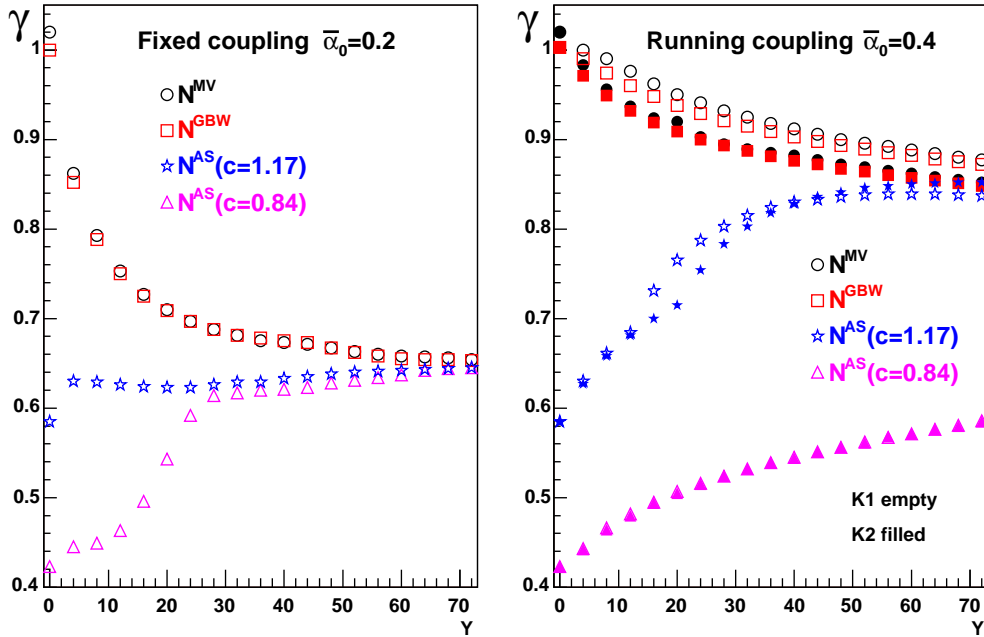 γ
Fixed coupling ᾱ₀=0.2
1
0.9
0.8
0.7
0.6
0.5
0.4
N^MV
N^GBW
N^AS(c=1.17)
N^AS(c=0.84)
0 10 20 30 40 50 60 70
Y
γ
Running coupling ᾱ₀=0.4
1
0.9
0.8
0.7
0.6
0.5
0.4
N^MV
N^GBW
N^AS(c=1.17)
N^AS(c=0.84)
K1 empty
K2 filled
0 10 20 30 40 50 60 70
Y